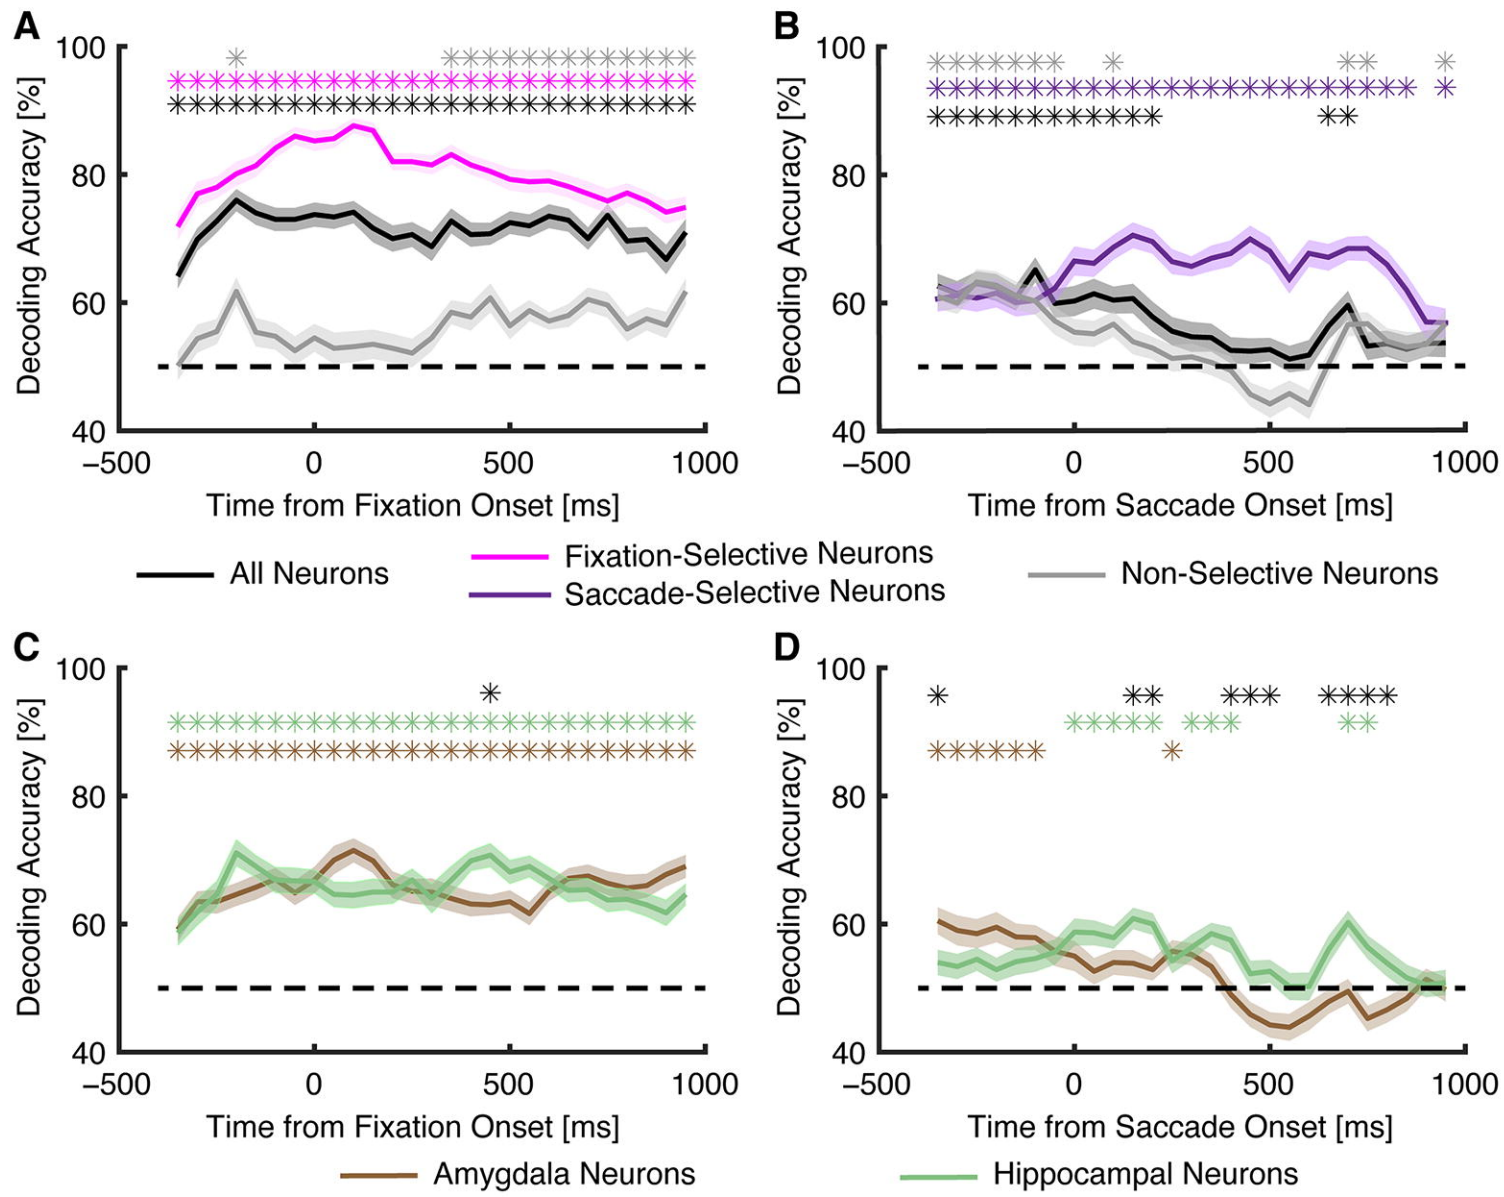 A
B
100
80
60
40
Decoding Accuracy [%]
−500
0
500
1000
Time from Fixation Onset [ms]
100
80
60
40
Decoding Accuracy [%]
−500
0
500
1000
Time from Saccade Onset [ms]
All Neurons
Fixation-Selective Neurons
Saccade-Selective Neurons
Non-Selective Neurons
C
D
100
80
60
40
Decoding Accuracy [%]
−500
0
500
1000
Time from Fixation Onset [ms]
100
80
60
40
Decoding Accuracy [%]
−500
0
500
1000
Time from Saccade Onset [ms]
Amygdala Neurons
Hippocampal Neurons